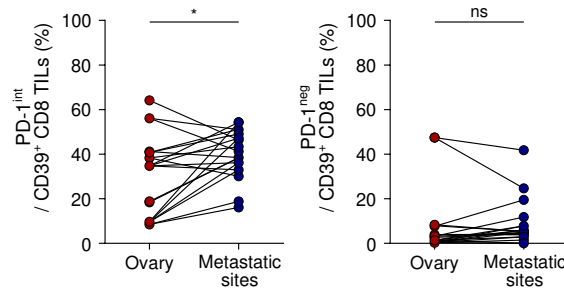 *
PD-1int
/ CD39+ CD8 TILs (%)
100
80
60
40
20
0
Ovary
Metastatic
sites
ns
PD-1neg
/ CD39+ CD8 TILs (%)
100
80
60
40
20
0
Ovary
Metastatic
sites